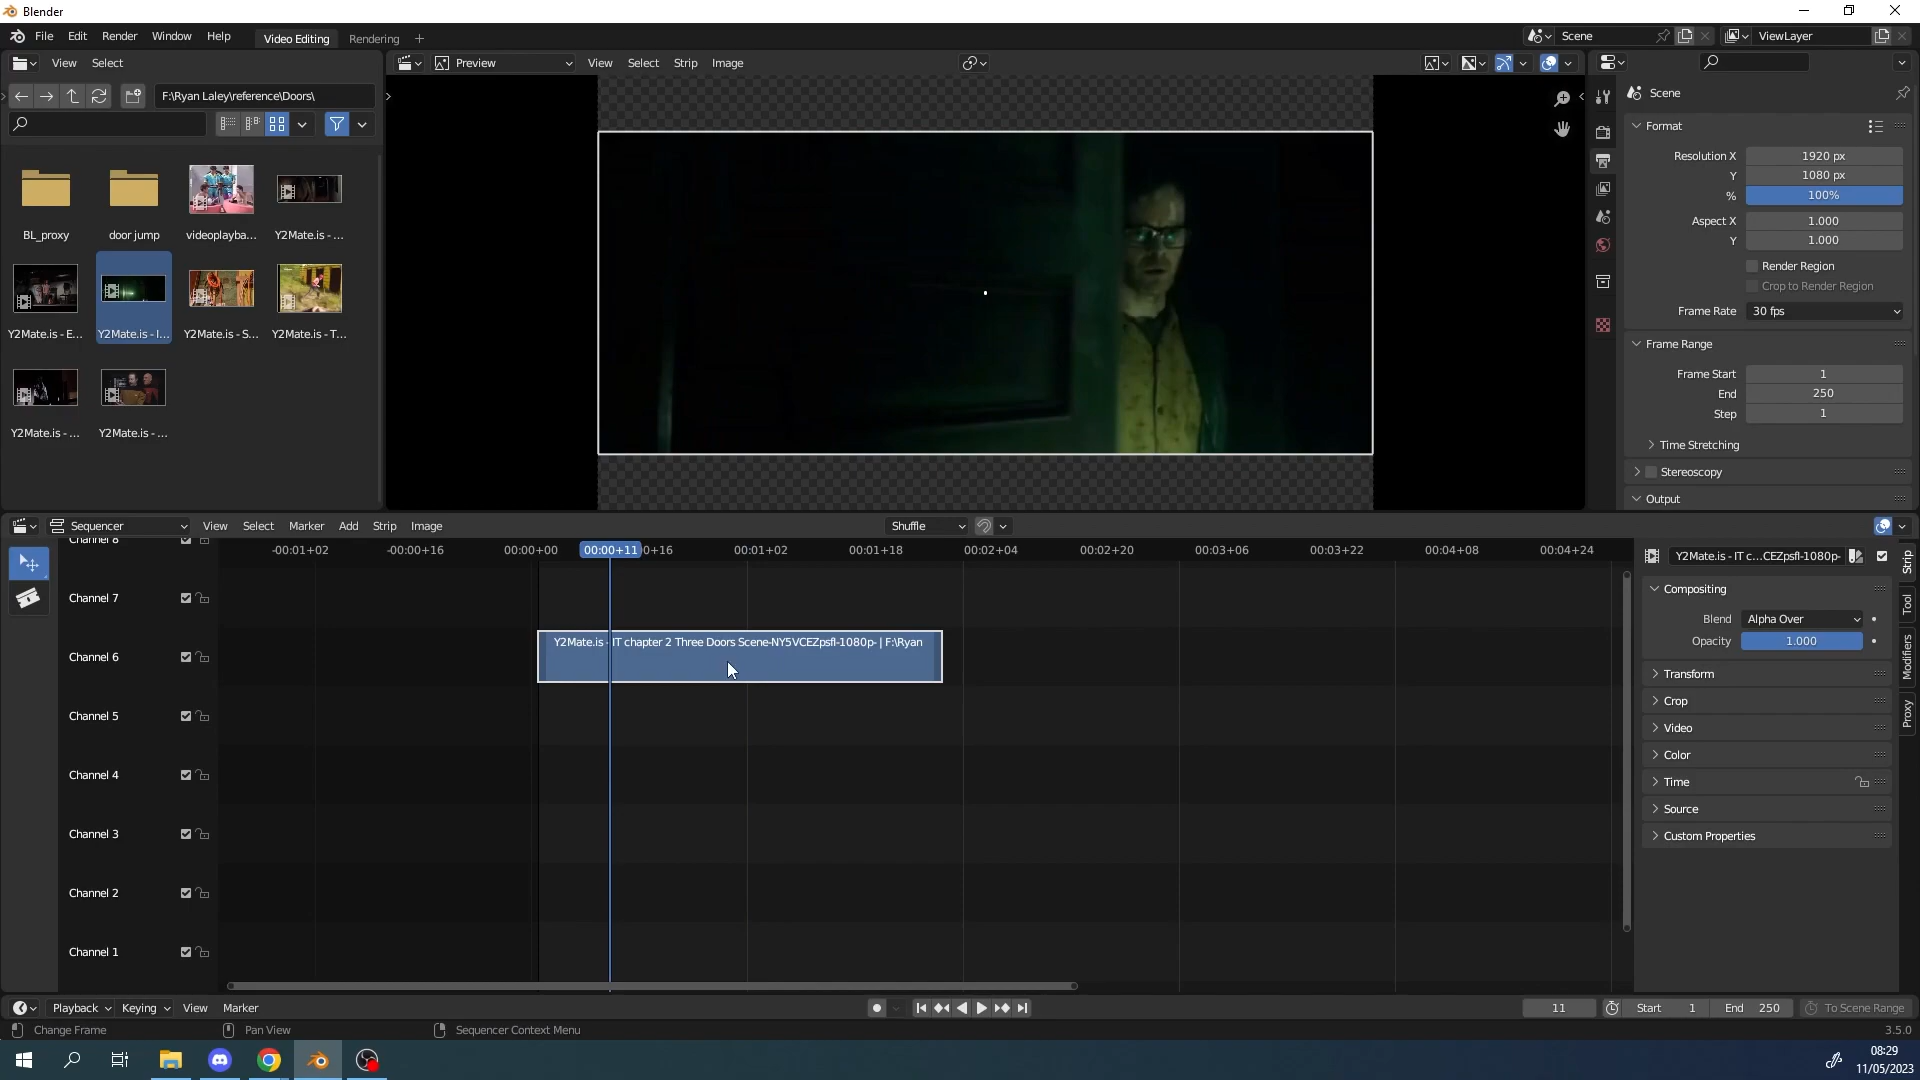 Blender
File Edit Render Window Help Video Editing Rendering + Scene ViewLayer
View Select
F:\Ryan Laley\reference\Doors\
BL_proxy door jump videoplayba... Y2Mate.is - ...
Y2Mate.is - E... Y2Mate.is - I... Y2Mate.is - S... Y2Mate.is - T...
Y2Mate.is - ... Y2Mate.is - ...
Preview View Select Strip Image
Scene
Format
Resolution X 1920 px
Y 1080 px
% 100%
Aspect X 1.000
Y 1.000
Render Region
Crop to Render Region
Frame Rate 30 fps
Frame Range
Frame Start 1
End 250
Step 1
Time Stretching
Stereoscopy
Output
Sequencer View Select Marker Add Strip Image Shuffle
-00:01+02 -00:00+16 00:00+00 00:00+11 0+16 00:01+02 00:01+18 00:02+04 00:02+20 00:03+06 00:03+22 00:04+08 00:04+24
Channel 8
Channel 7
Channel 6
Channel 5
Channel 4
Channel 3
Channel 2
Channel 1
Y2Mate.is - IT chapter 2 Three Doors Scene-NY5VCEZpsfI-1080p- | F:\Ryan
Y2Mate.is - IT c...CEZpsfI-1080p-
Compositing
Blend Alpha Over
Opacity 1.000
Transform
Crop
Video
Color
Time
Source
Custom Properties
Strip
Tool
Modifiers
Proxy
Playback Keying View Marker 11 Start 1 End 250 To Scene Range
Change Frame Pan View Sequencer Context Menu 3.5.0
08:29
11/05/2023